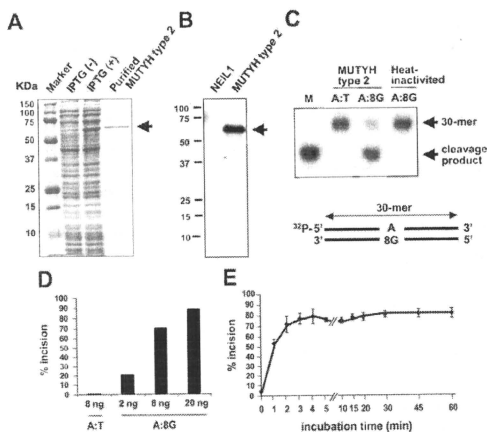 A
KDa
Marker
IPTG (-)
IPTG (+)
Purified
MUTYH type 2
150
100
75
50
37
25
15
10
B
NEIL1
MUTYH type 2
100
75
50
37
25
20
15
10
C
MUTYH type 2
Heat-inactivited
M
A:T
A:8G
A:8G
30-mer
cleavage product
30-mer
32P-5'
A
3'
3'
8G
5'
D
% incision
100
90
80
70
60
50
40
30
20
10
0
8 ng
2 ng
8 ng
20 ng
A:T
A:8G
E
% incision
100
90
80
70
60
50
40
30
20
10
0
0
1
2
3
4
5
10
15
20
30
45
60
incubation time (min)